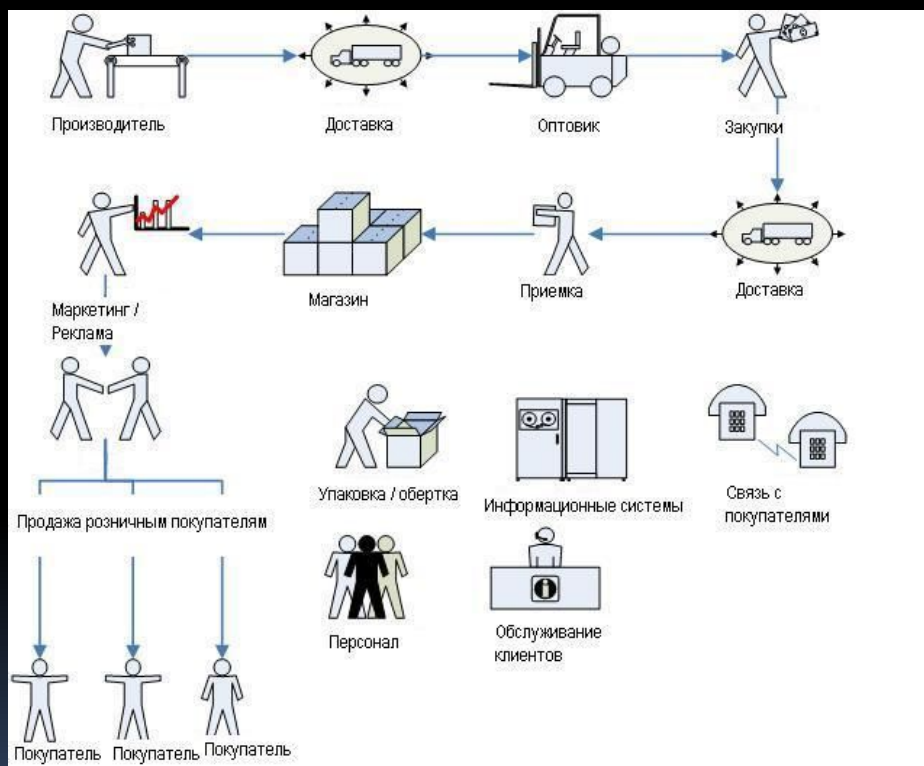 Производитель
Доставка
Оптовик
Закупки
Маркетинг /
Реклама
Магазин
Приемка
Доставка
Упаковка / обертка
Информационные системы
Связь с
покупателями
Продажа розничным покупателям
Персонал
Обслуживание
клиентов
Покупатель
Покупатель
Покупатель